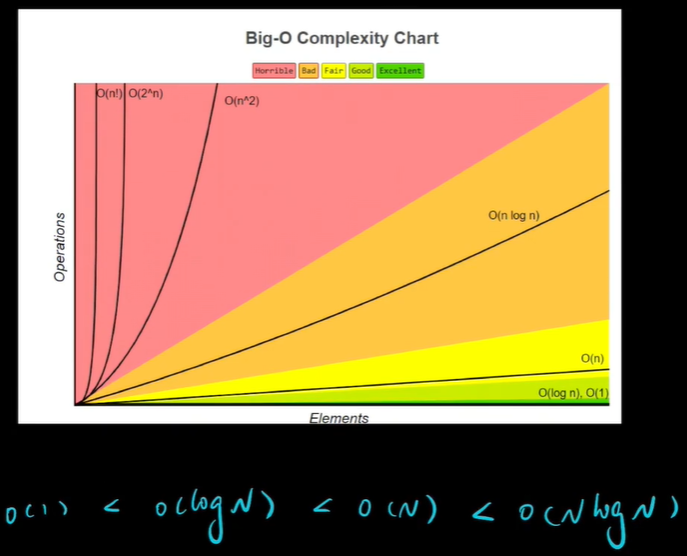 Big-O Complexity Chart
Horrible Bad Fair Good Excellent
O(n!) O(2^n) O(n^2)
O(n log n)
O(n)
O(log n), O(1)
Operations
Elements
O(1) < O(log N) < O(N) < O(N log N)